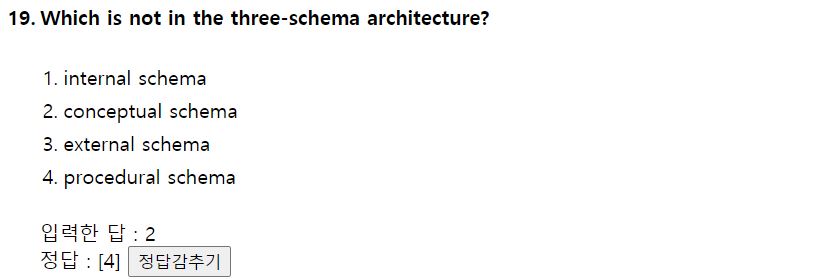 19. Which is not in the three-schema architecture?
1. internal schema
2. conceptual schema
3. external schema
4. procedural schema
입력한 답 : 2
정답 : [4] 정답감추기